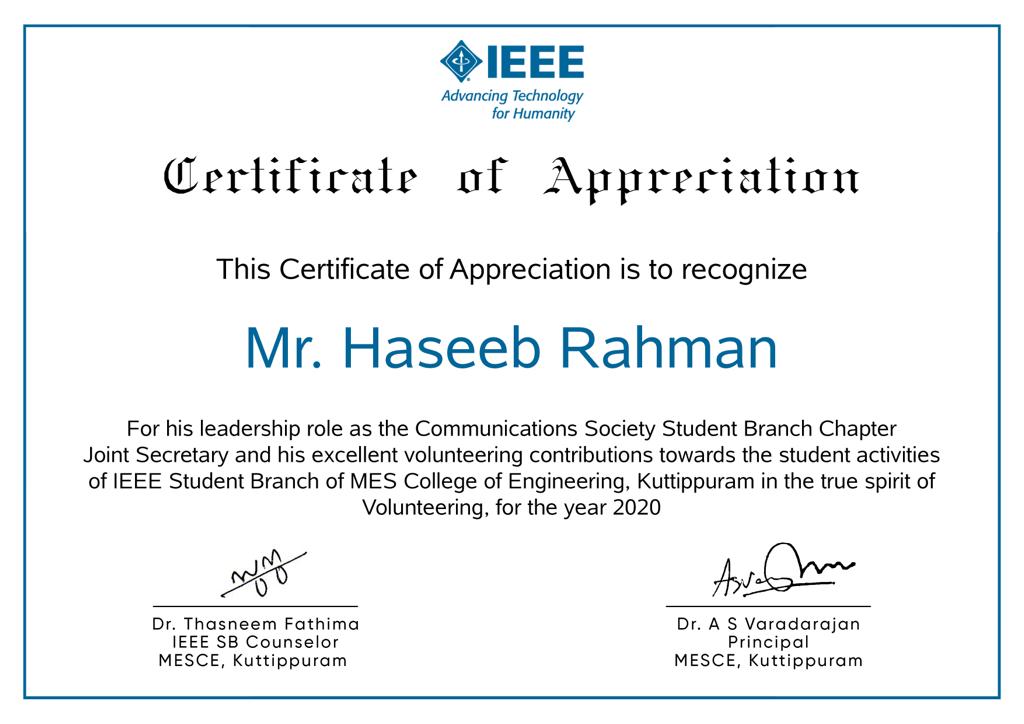 IEEE
Advancing Technology
for Humanity
Certificate of Appreciation
This Certificate of Appreciation is to recognize
Mr. Haseeb Rahman
For his leadership role as the Communications Society Student Branch Chapter
Joint Secretary and his excellent volunteering contributions towards the student activities
of IEEE Student Branch of MES College of Engineering, Kuttippuram in the true spirit of
Volunteering, for the year 2020
Dr. Thasneem Fathima
IEEE SB Counselor
MESCE, Kuttippuram
Dr. A S Varadarajan
Principal
MESCE, Kuttippuram